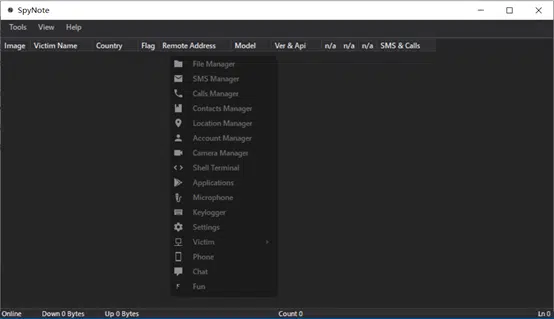 SpyNote
Tools View Help
Image Victim Name Country Flag Remote Address Model Ver & Api n/a n/a n/a SMS & Calls
File Manager
SMS Manager
Calls Manager
Contacts Manager
Location Manager
Account Manager
Camera Manager
Shell Terminal
Applications
Microphone
Keylogger
Settings
Victim
Phone
Chat
Fun
Online Down 0 Bytes Up 0 Bytes Count 0 Ln 0